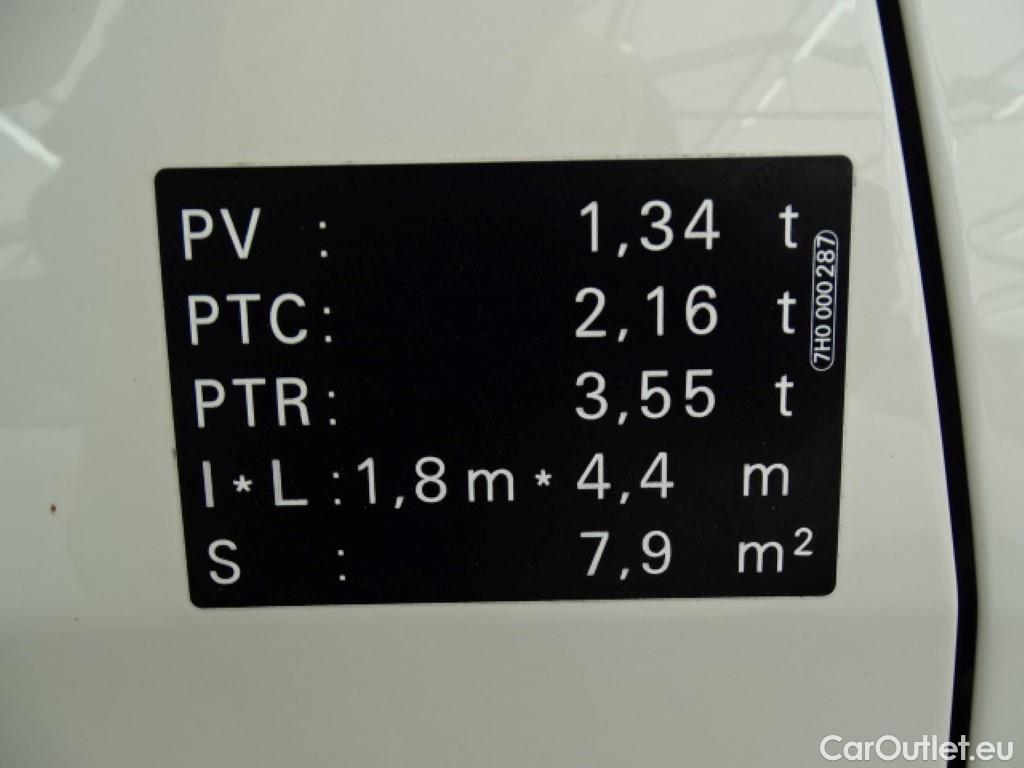 PV : 1,34 t
PTC: 2,16 t
PTR: 3,55 t
I*L :1,8m* 4,4 m
S : 7,9 m²
7H0 000 287
CarOutlet.eu